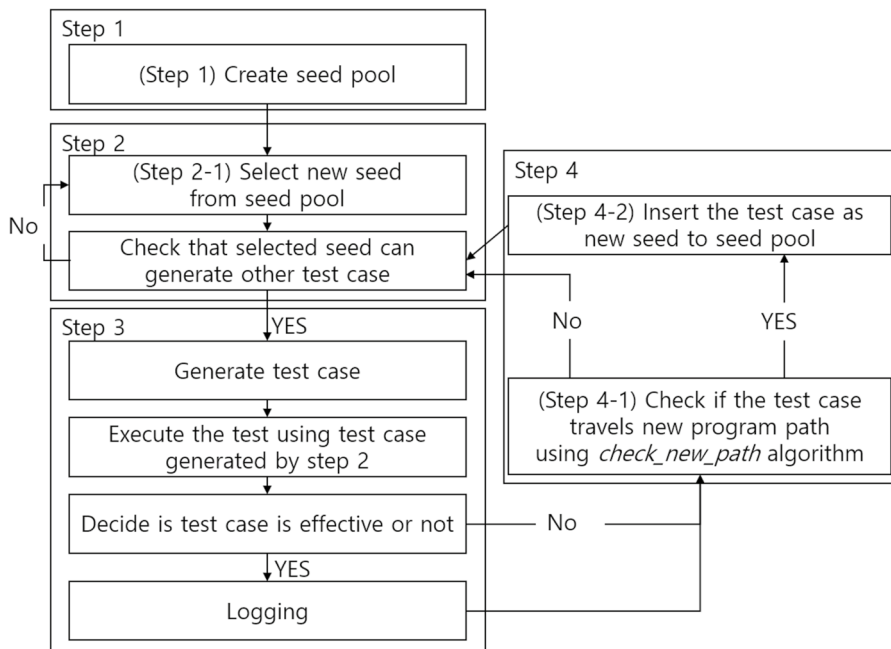 Step 1
(Step 1) Create seed pool
Step 2
(Step 2-1) Select new seed
from seed pool
No
Check that selected seed can
generate other test case
YES
Step 3
Generate test case
Execute the test using test case
generated by step 2
Decide is test case is effective or not
No
YES
Logging
Step 4
(Step 4-2) Insert the test case as
new seed to seed pool
No
YES
(Step 4-1) Check if the test case
travels new program path
using check_new_path algorithm